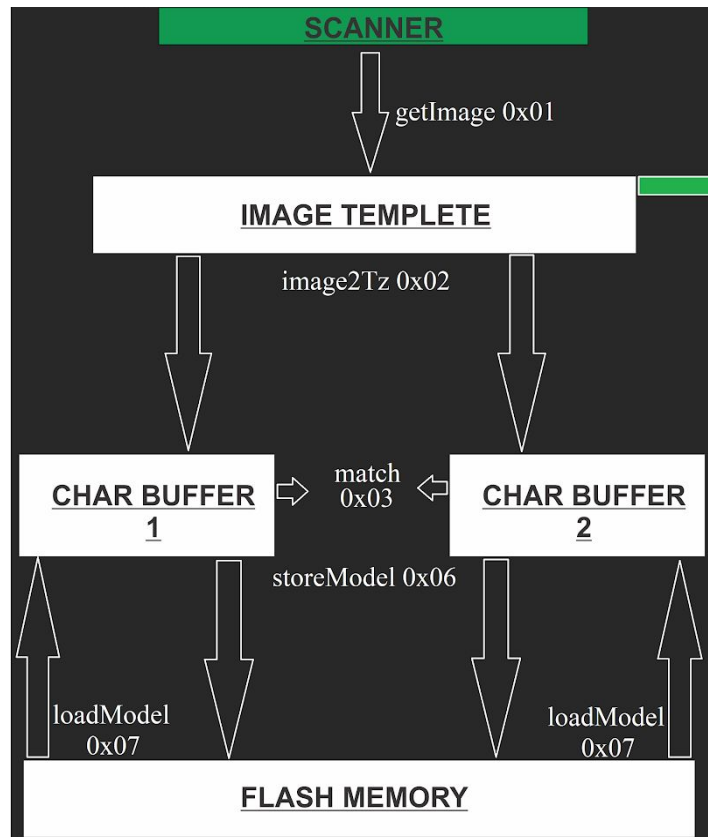 SCANNER
getImage 0x01
IMAGE TEMPLETE
image2Tz 0x02
CHAR BUFFER
1
match
0x03
CHAR BUFFER
2
storeModel 0x06
loadModel
0x07
loadModel
0x07
FLASH MEMORY